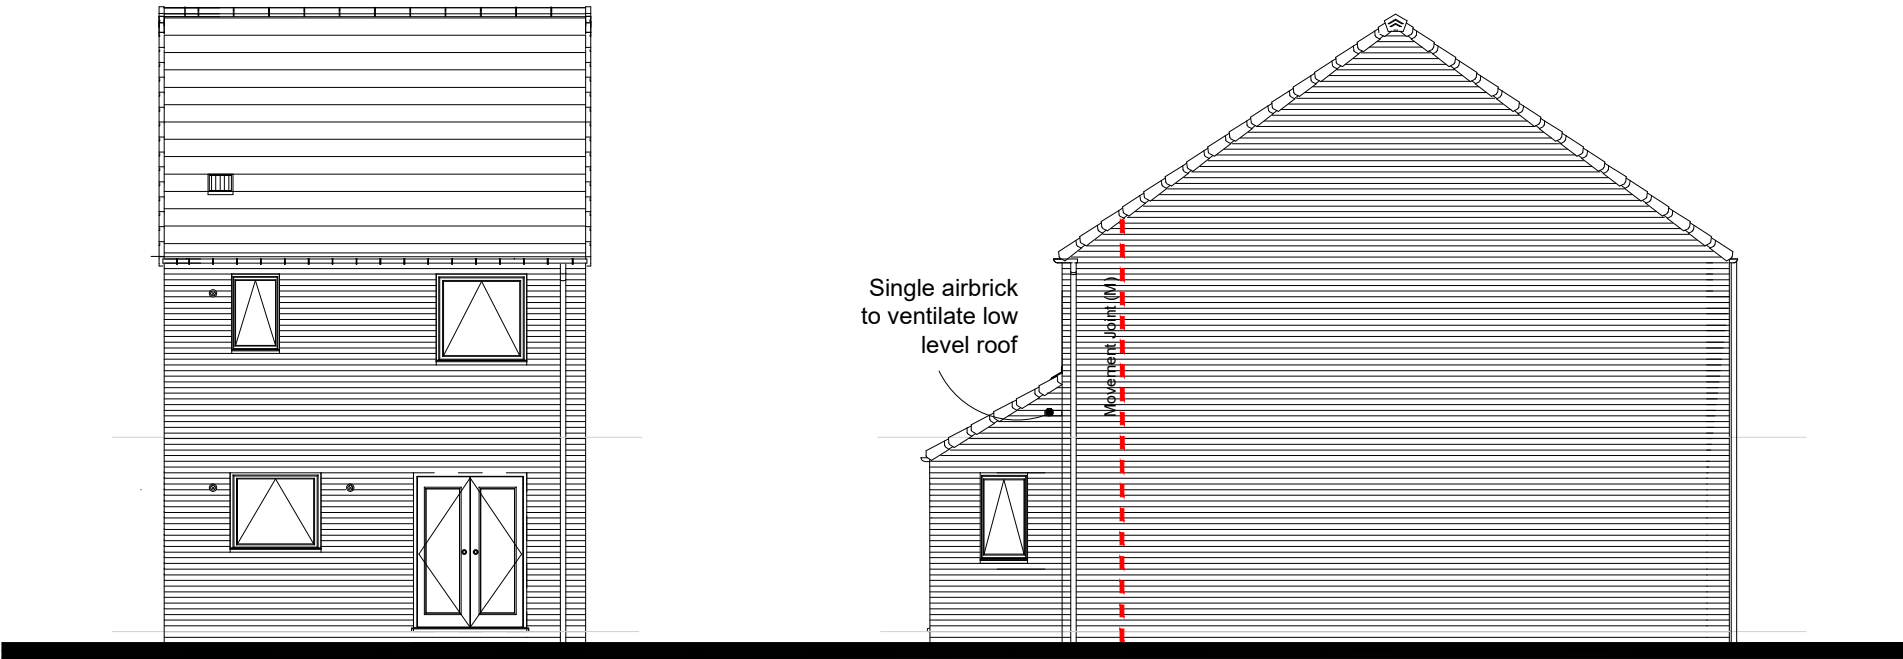 Single airbrick
to ventilate low
level roof
Movement Joint (M)